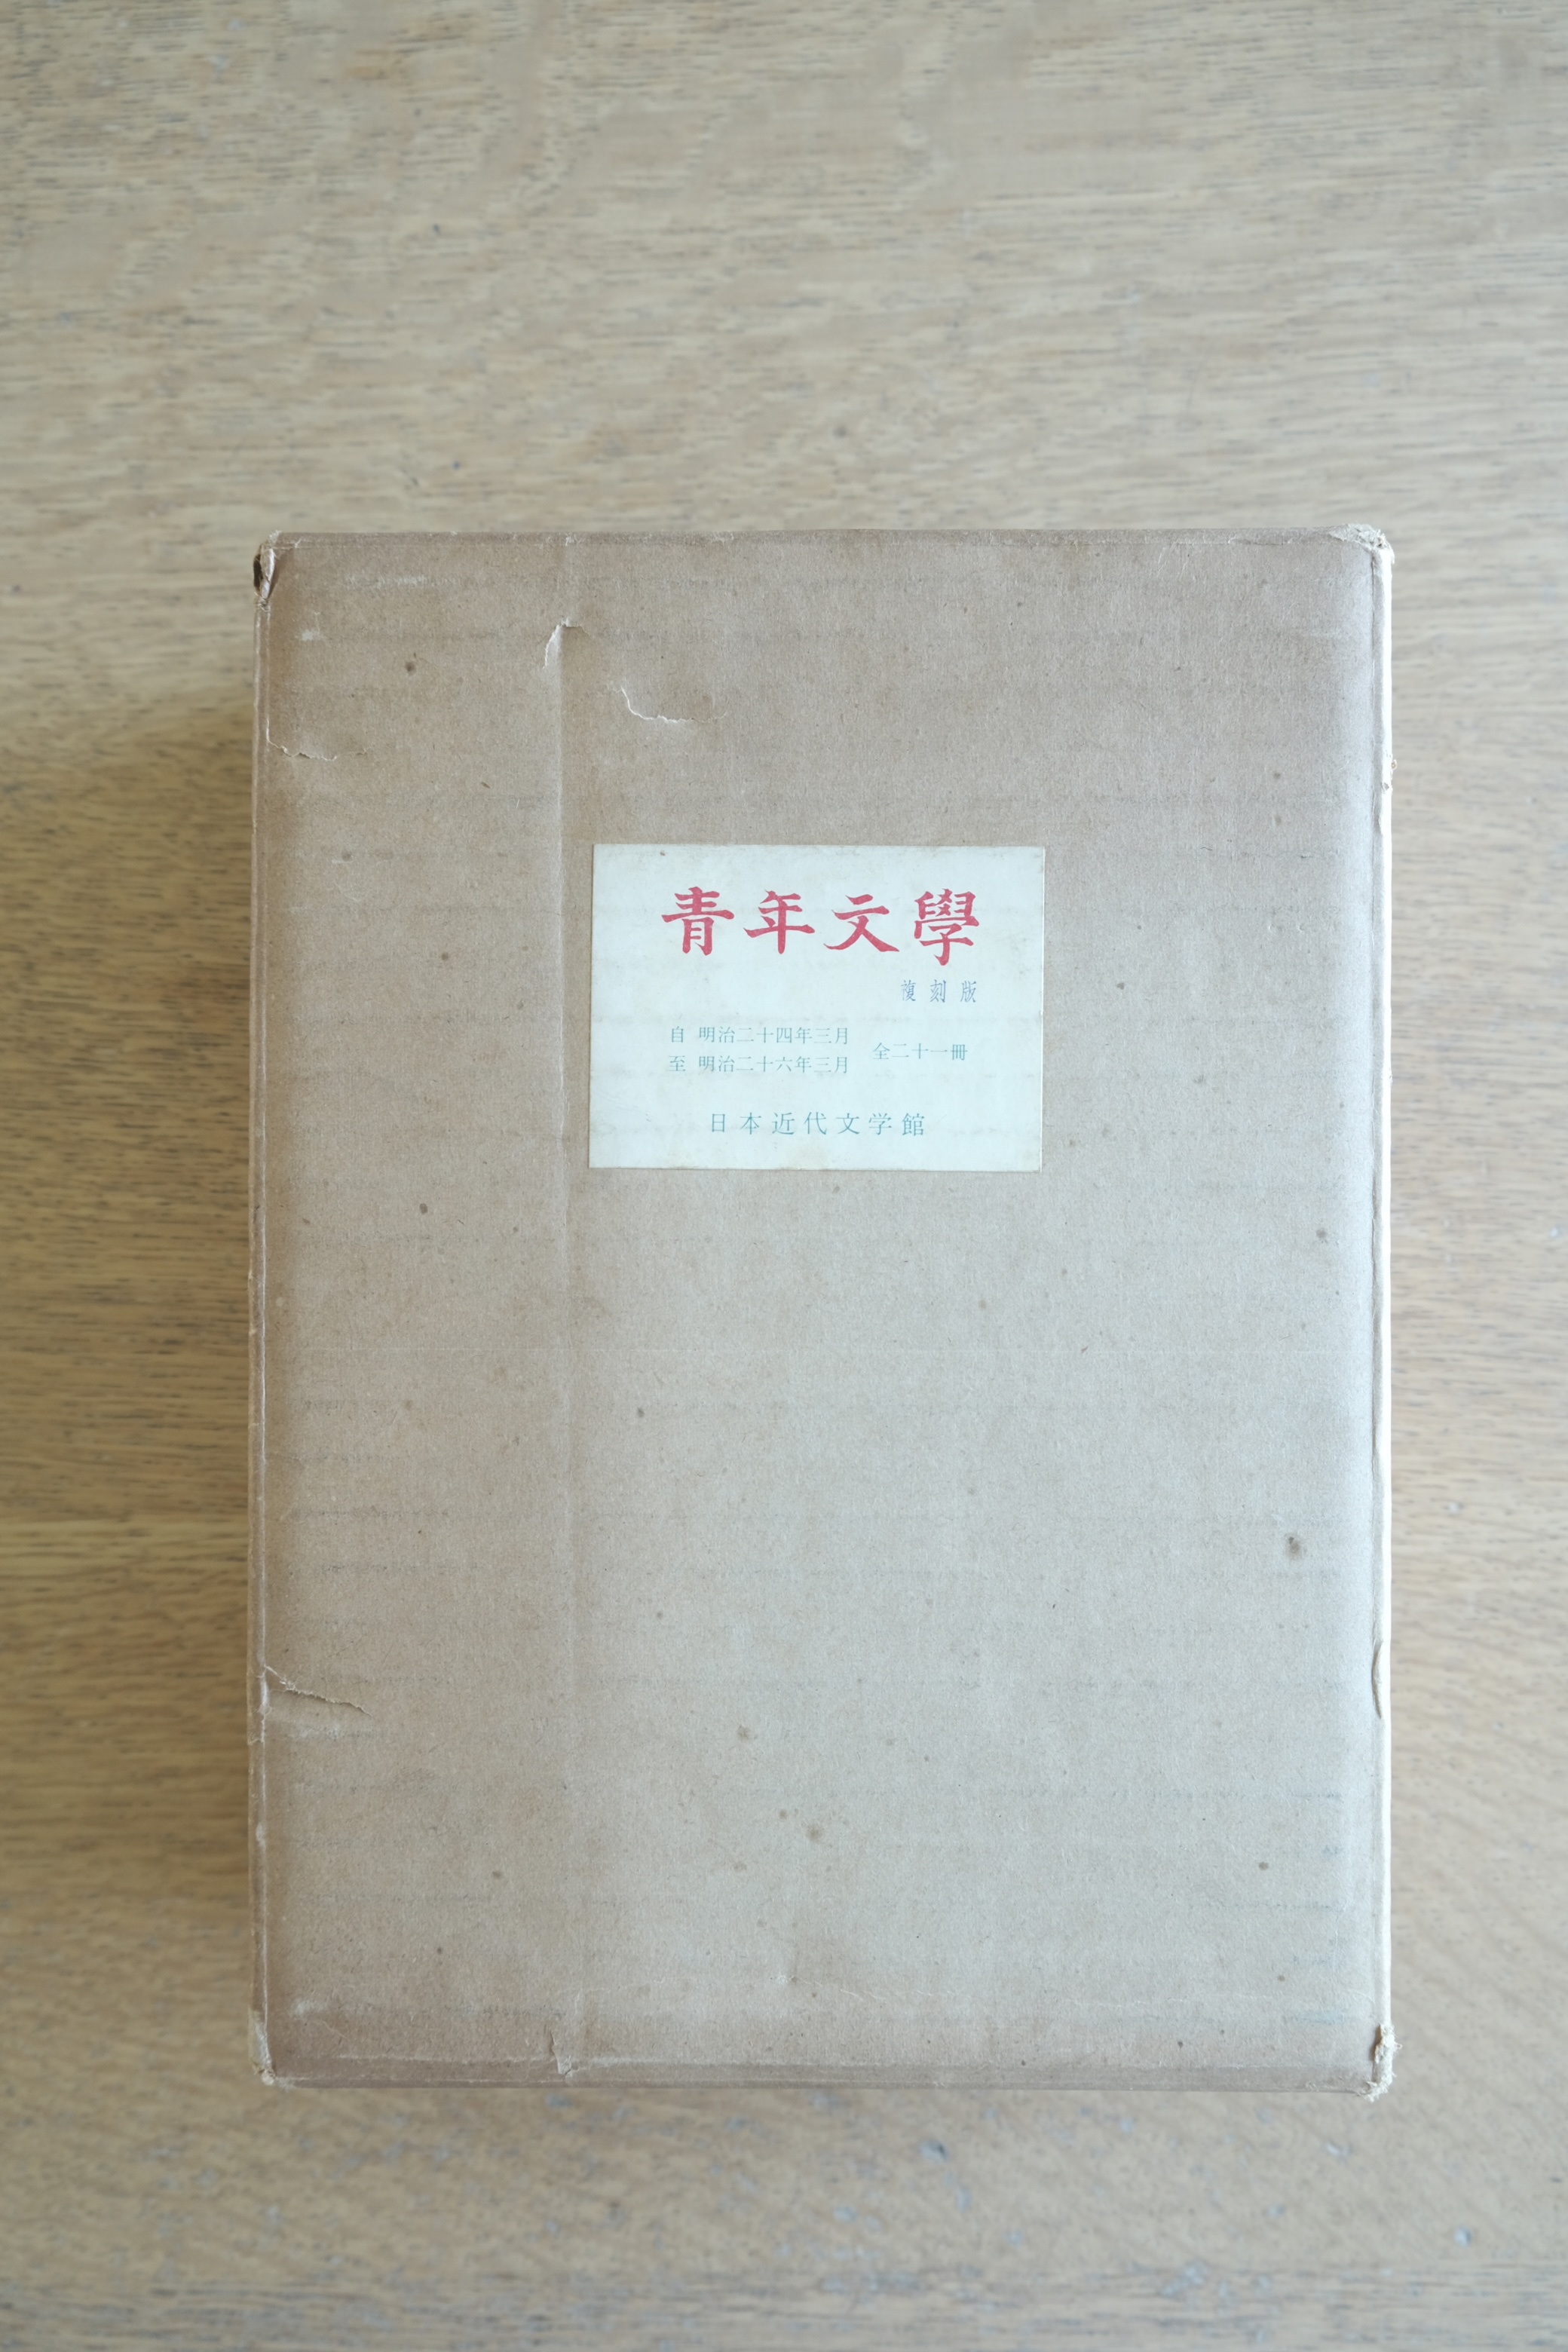 青年文學
復刻版
自 明治二十四年三月
至 明治二十六年三月
全二十一冊
日本近代文学館